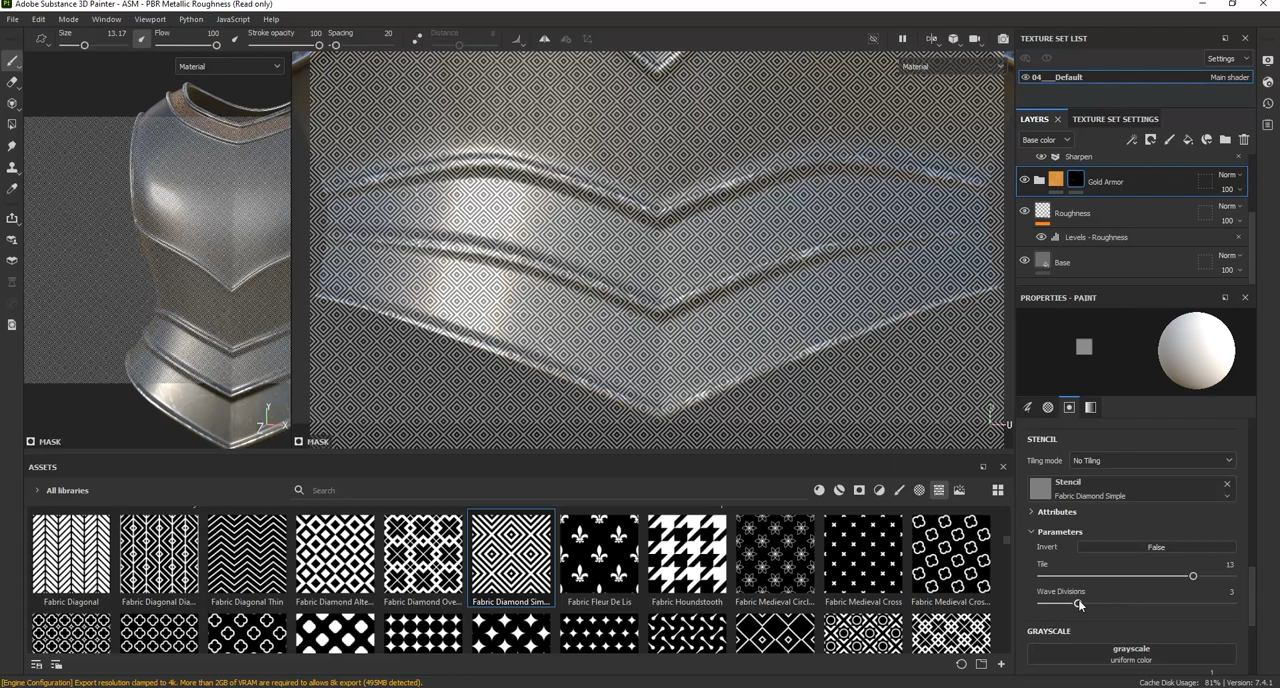 Adobe Substance 3D Painter - ASM - PBR Metallic Roughness (Read only)
File Edit Mode Window Viewport Python JavaScript Help
Size 13.17 Flow 100 Stroke opacity 100 Spacing 20 Distance 8
Material
Material
MASK
MASK
TEXTURE SET LIST
Settings
04___Default Main shader
LAYERS TEXTURE SET SETTINGS
Base color
Sharpen
Gold Armor Norm 100
Roughness Norm 100
Levels - Roughness
Base Norm 100
PROPERTIES - PAINT
STENCIL
Tiling mode No Tiling
Stencil
Fabric Diamond Simple
Attributes
Parameters
Invert False
Tile 13
Wave Divisions 3
GRAYSCALE
grayscale
uniform color
1
ASSETS
All libraries Search
Fabric Diagonal Fabric Diagonal Dia... Fabric Diagonal Thin Fabric Diamond Alte... Fabric Diamond Ove... Fabric Diamond Sim... Fabric Fleur De Lis Fabric Houndstooth Fabric Medieval Circl... Fabric Medieval Cross Fabric Medieval Cros...
Y
Z X
U
[Engine Configuration] Export resolution clamped to 4k. More than 2GB of VRAM are required to allows 8k export (495MB detected).
Cache Disk Usage: 81% | Version: 7.4.1